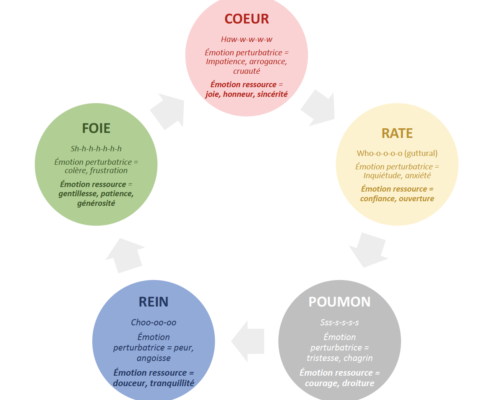 COEUR
Haw-w-w-w-w
Émotion perturbatrice =
Impatience, arrogance,
cruauté
Émotion ressource =
joie, honneur, sincérité
FOIE
Sh-h-h-h-h-h-h
Émotion perturbatrice =
colère, frustration
Émotion ressource =
gentillesse, patience,
générosité
RATE
Who-o-o-o-o (guttural)
Émotion perturbatrice =
Inquiétude, anxiété
Émotion ressource =
confiance, ouverture
REIN
Choo-oo-oo
Émotion
perturbatrice = peur,
angoisse
Émotion ressource =
douceur, tranquillité
POUMON
Sss-s-s-s-s
Émotion
perturbatrice =
tristesse, chagrin
Émotion ressource =
courage, droiture